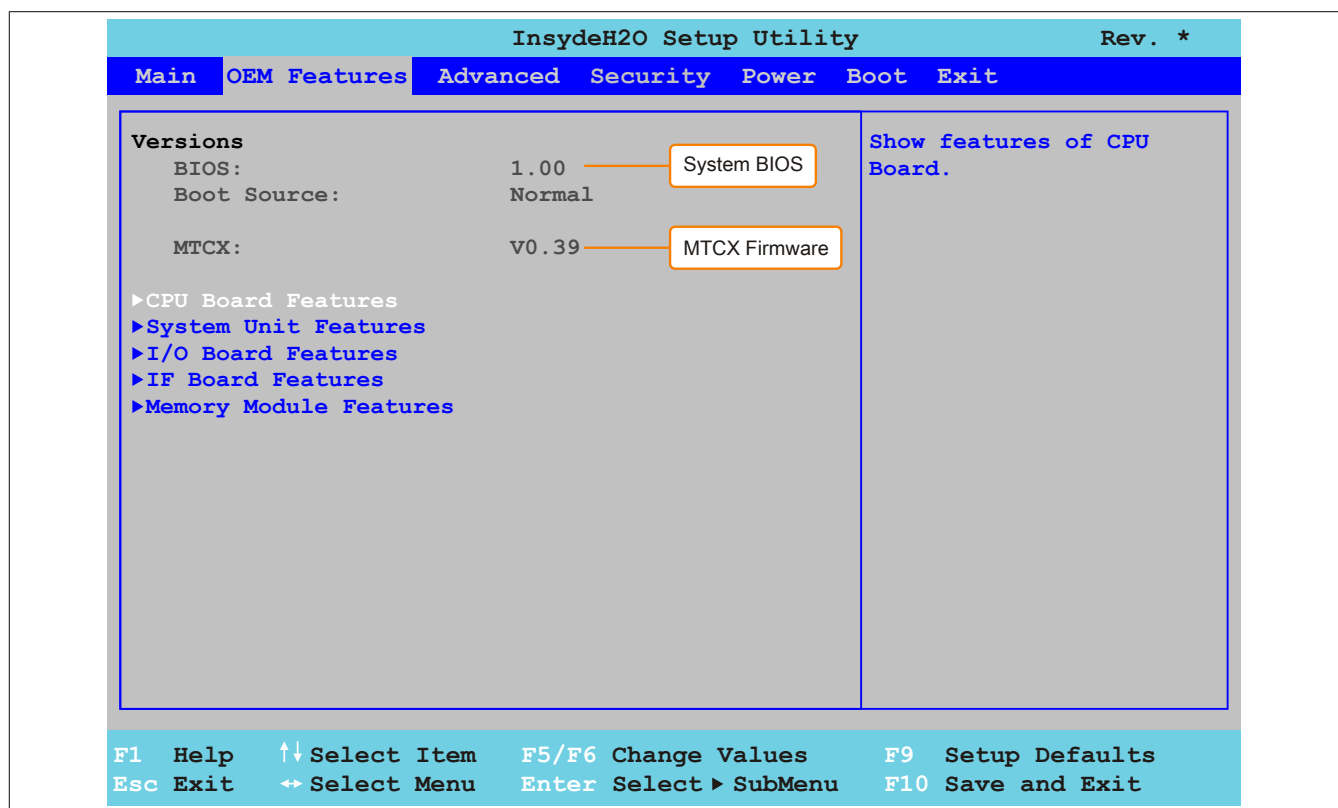 InsydeH2O Setup Utility Rev. *
Main OEM Features Advanced Security Power Boot Exit
Versions
BIOS: 1.00 System BIOS
Boot Source: Normal
MTCX: V0.39 MTCX Firmware
▶CPU Board Features
▶System Unit Features
▶I/O Board Features
▶IF Board Features
▶Memory Module Features
Show features of CPU
Board.
F1 Help ↑↓ Select Item F5/F6 Change Values F9 Setup Defaults
Esc Exit ↔ Select Menu Enter Select ▶ SubMenu F10 Save and Exit